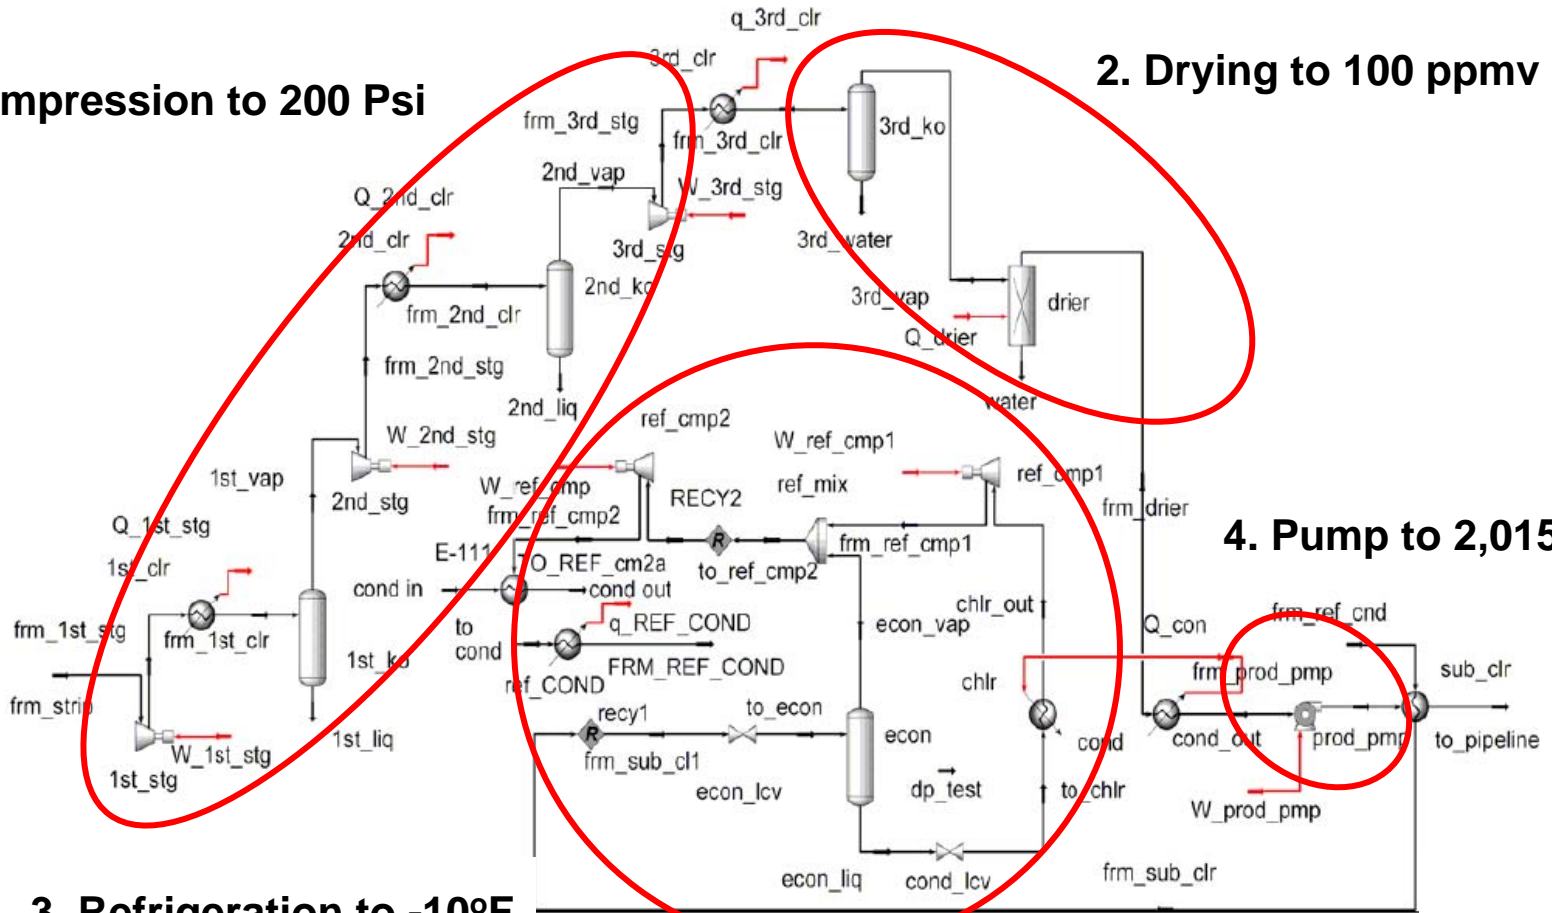 q_3rd_clr
3rd_clr
2. Drying to 100 ppmv
mpression to 200 Psi
frm_3rd_stg
3rd_ko
frm_3rd_clr
2nd_vap
W_3rd_stg
Q_2nd_clr
2nd_clr
3rd_stg
3rd_water
2nd_ko
3rd_vap
drier
frm_2nd_clr
Q_drier
frm_2nd_stg
2nd_liq
water
ref_cmp2
W_2nd_stg
W_ref_cmp1
1st_vap
2nd_stg
W_ref_cmp
RECY2
ref_mix
ref_cmp1
frm_ref_cmp2
frm_drier
Q_1st_stg
R
frm_ref_cmp1
4. Pump to 2,015
E-111
1st_clr
TO_REF_cm2a
to_ref_cmp2
cond in
cond out
chlr_out
frm_ref_cnd
frm_1st_stg
frm_1st_clr
to
cond
q_REF_COND
econ_vap
Q_con
1st_ko
FRM_REF_COND
frm_prod_pmp
sub_clr
ref_COND
chlr
frm_strip
recy1
to_econ
R
econ
cond
cond_out
prod_pmp
to_pipeline
1st_liq
W_1st_stg
1st_stg
frm_sub_cl1
econ_lcv
dp_test
to_chlr
W_prod_pmp
econ_liq
cond_lcv
frm_sub_clr
3. Refrigeration to -10ºF